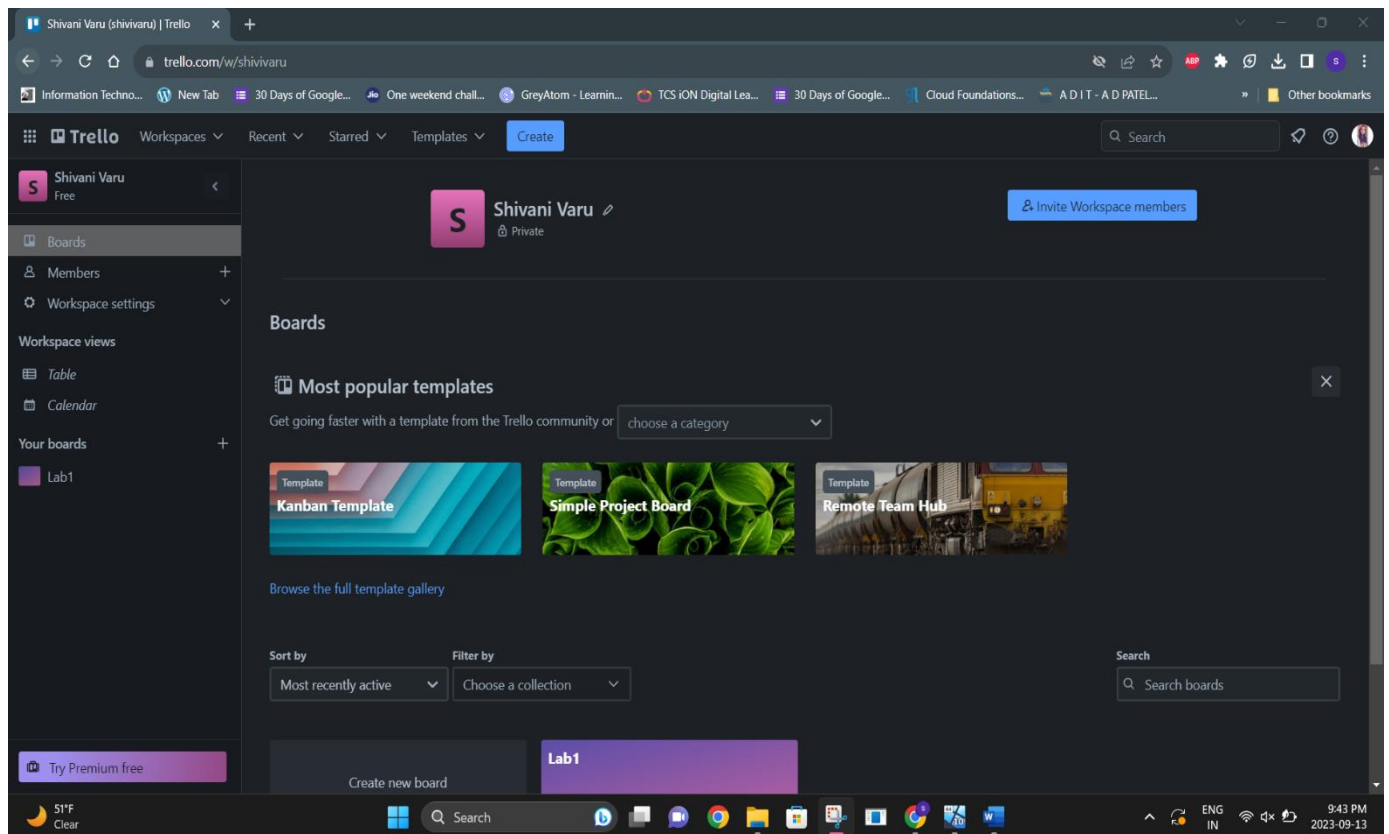 Shivani Varu (shivivaru) | Trello
trello.com/w/shivivaru
ABP
s
Information Techno... New Tab 30 Days of Google... Jio One weekend chall... GreyAtom - Learnin... TCS iON Digital Lea... 30 Days of Google... Cloud Foundations... A D I T - A D PATEL... » Other bookmarks
Trello Workspaces Recent Starred Templates Create Search
S Shivani Varu
Free
Boards
Members
Workspace settings
Workspace views
Table
Calendar
Your boards
Lab1
Try Premium free
S Shivani Varu
Private
Invite Workspace members
Boards
Most popular templates
Get going faster with a template from the Trello community or choose a category
Template
Kanban Template
Template
Simple Project Board
Template
Remote Team Hub
Browse the full template gallery
Sort by Filter by Search
Most recently active Choose a collection Search boards
Create new board
Lab1
51°F
Clear
Search
ENG
IN
9:43 PM
2023-09-13